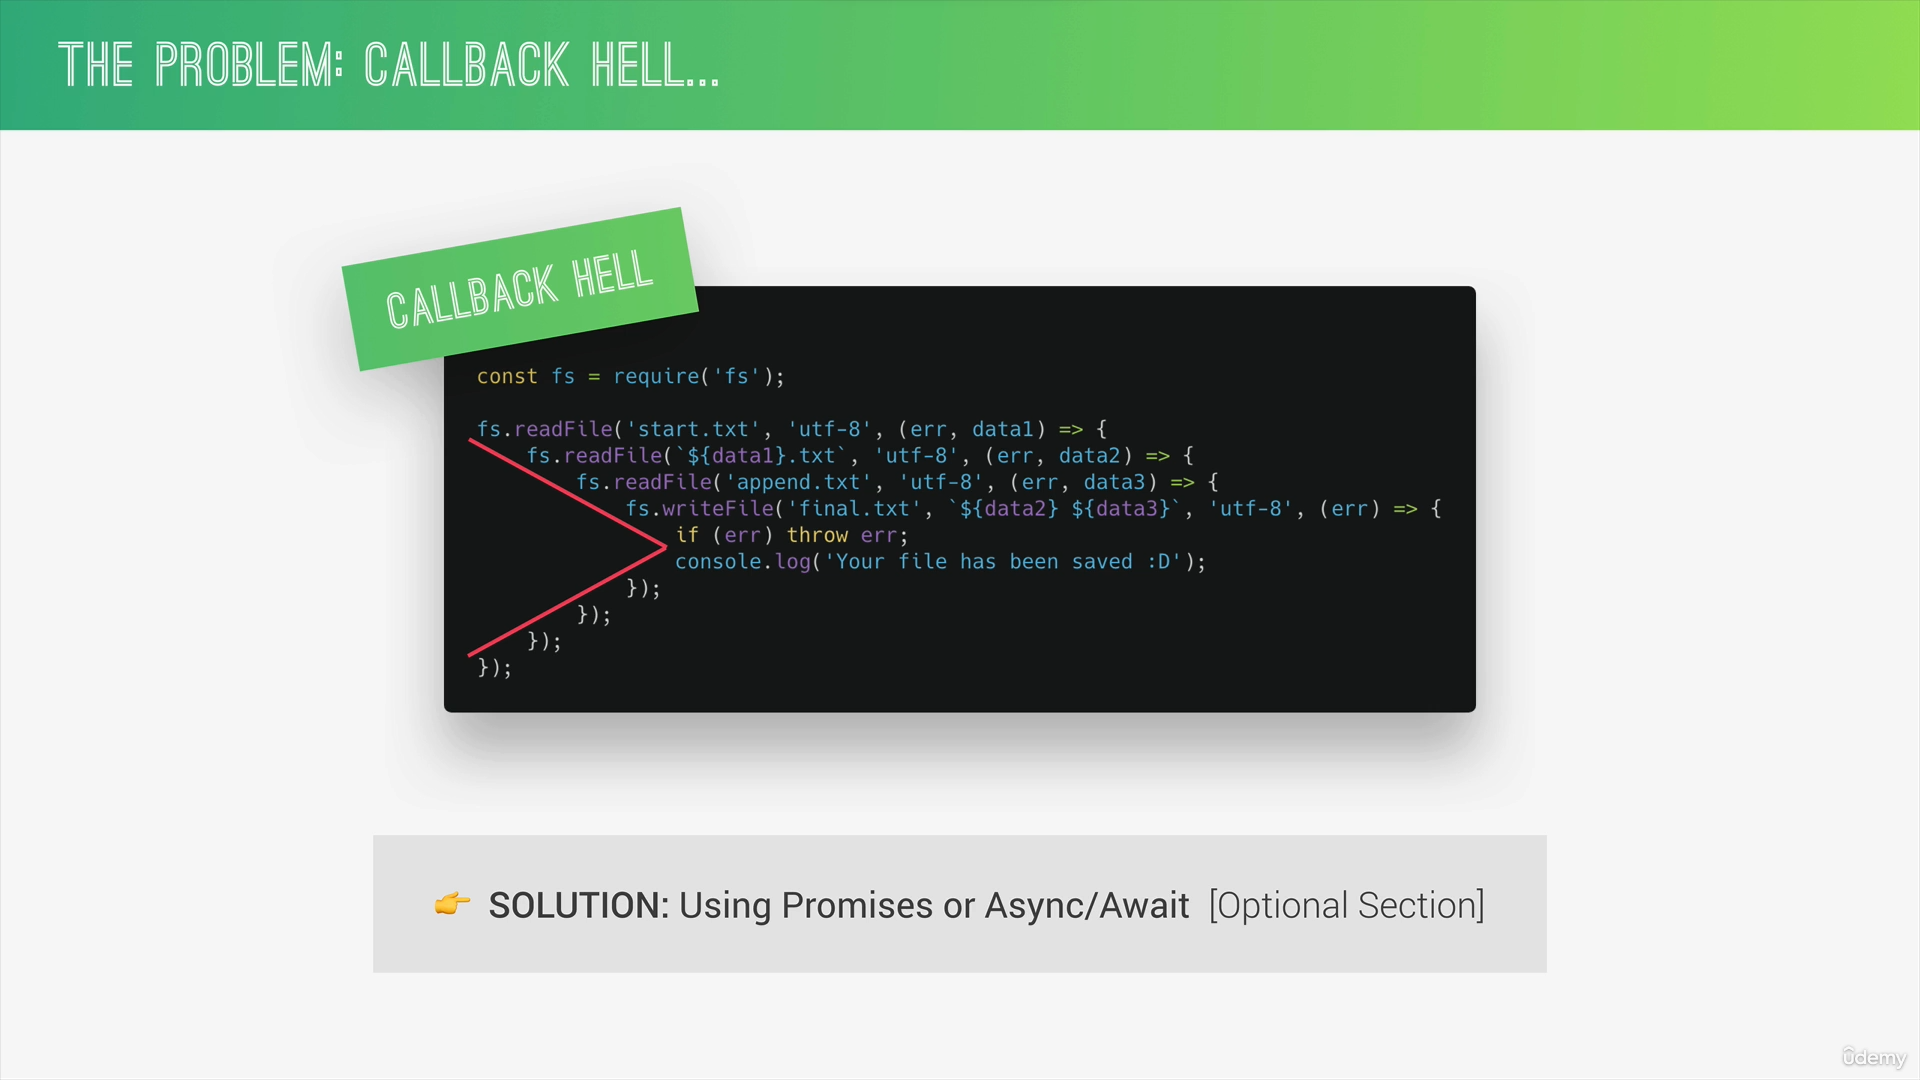 THE PROBLEM: CALLBACK HELL...
CALLBACK HELL
const fs = require('fs');
fs.readFile('start.txt', 'utf-8', (err, data1) => {
    fs.readFile(`${data1}.txt`, 'utf-8', (err, data2) => {
        fs.readFile('append.txt', 'utf-8', (err, data3) => {
            fs.writeFile('final.txt', `${data2} ${data3}`, 'utf-8', (err) => {
                if (err) throw err;
                console.log('Your file has been saved :D');
            });
        });
    });
});
👉 SOLUTION: Using Promises or Async/Await [Optional Section]
ûdemy